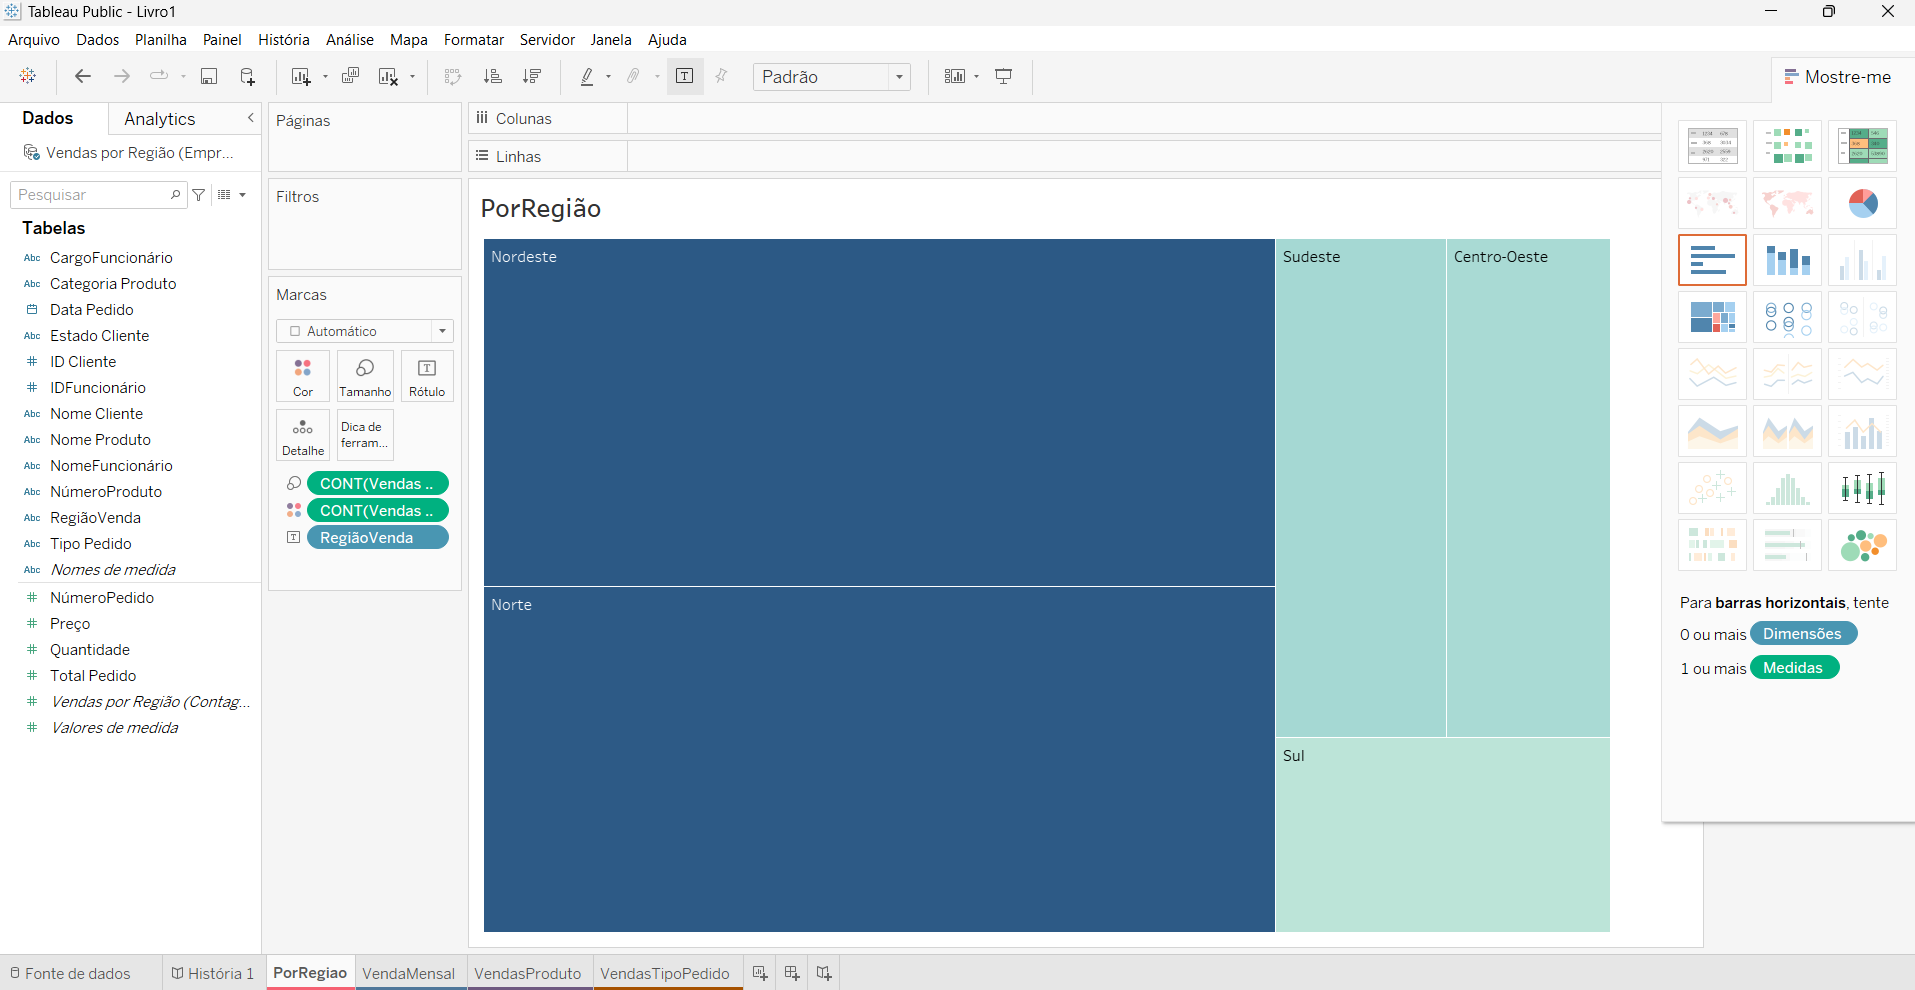 Tableau Public - Livro1
Arquivo Dados Planilha Painel História Análise Mapa Formatar Servidor Janela Ajuda
Padrão
Mostre-me
Dados Analytics
Vendas por Região (Empr...
Pesquisar
Tabelas
Abc CargoFuncionário
Abc Categoria Produto
Data Pedido
Abc Estado Cliente
# ID Cliente
# IDFuncionário
Abc Nome Cliente
Abc Nome Produto
Abc NomeFuncionário
Abc NúmeroProduto
Abc RegiãoVenda
Abc Tipo Pedido
Abc Nomes de medida
# NúmeroPedido
# Preço
# Quantidade
# Total Pedido
# Vendas por Região (Contag...
# Valores de medida
Páginas
Filtros
Marcas
Automático
Cor Tamanho Rótulo
Detalhe
Dica de
ferram...
CONT(Vendas ..
CONT(Vendas ..
RegiãoVenda
Colunas
Linhas
PorRegião
Nordeste
Sudeste
Centro-Oeste
Norte
Sul
Para barras horizontais, tente
0 ou mais Dimensões
1 ou mais Medidas
Fonte de dados História 1 PorRegiao VendaMensal VendasProduto VendasTipoPedido